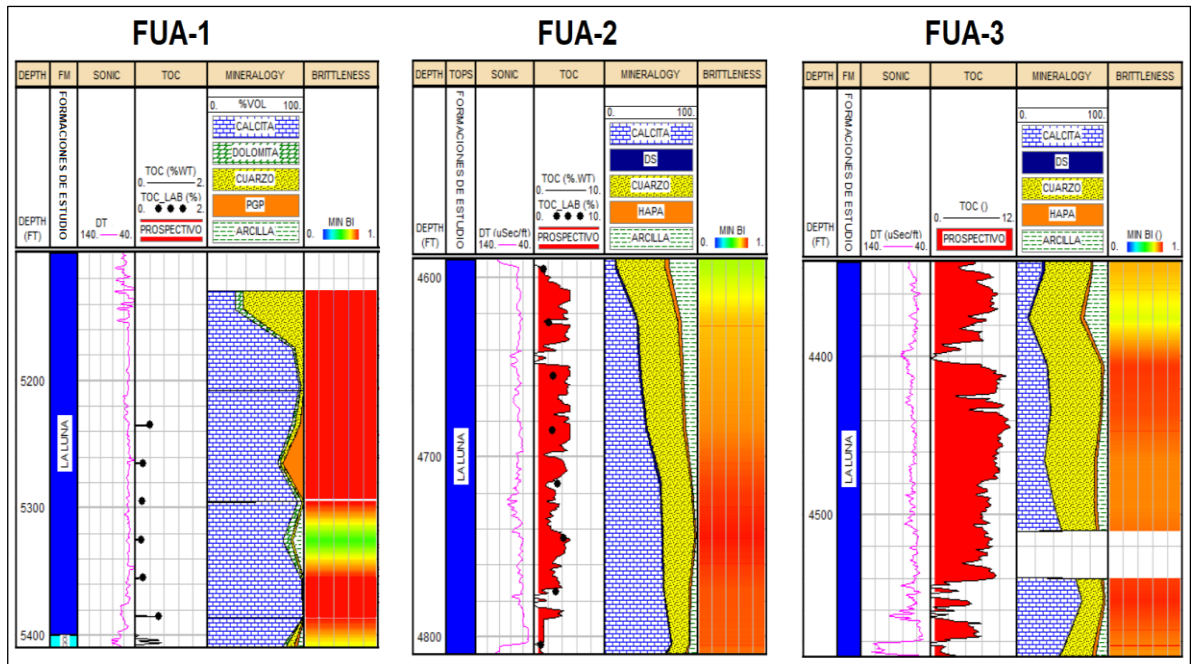 FUA-1
DEPTH FM SONIC TOC MINERALOGY BRITTLENESS
FORMACIONES DE ESTUDIO
0. %VOL 100.
CALCITA
DOLOMITA
TOC (%WT)
0. 2.
CUARZO
TOC_LAB (%)
0. 2.
PGP
DEPTH (FT)
DT
140. 40.
PROSPECTIVO
ARCILLA
MIN BI
0. 1.
LA LUNA
5200
5300
5400
FUA-2
DEPTH TOPS SONIC TOC MINERALOGY BRITTLENESS
FORMACIONES DE ESTUDIO
0. 100.
CALCITA
DS
TOC (%.WT)
0. 10.
CUARZO
TOC_LAB (%)
0. 10.
HAPA
DEPTH (FT)
DT (uSec/ft)
140. 40.
PROSPECTIVO
ARCILLA
MIN BI
0. 1.
LA LUNA
4600
4700
4800
FUA-3
DEPTH FM SONIC TOC MINERALOGY BRITTLENESS
FORMACIONES DE ESTUDIO
0. 100.
CALCITA
DS
CUARZO
TOC ()
0. 12.
HAPA
DEPTH (FT)
DT (uSec/ft)
140. 40.
PROSPECTIVO
ARCILLA
MIN BI ()
0. 1.
LA LUNA
4400
4500